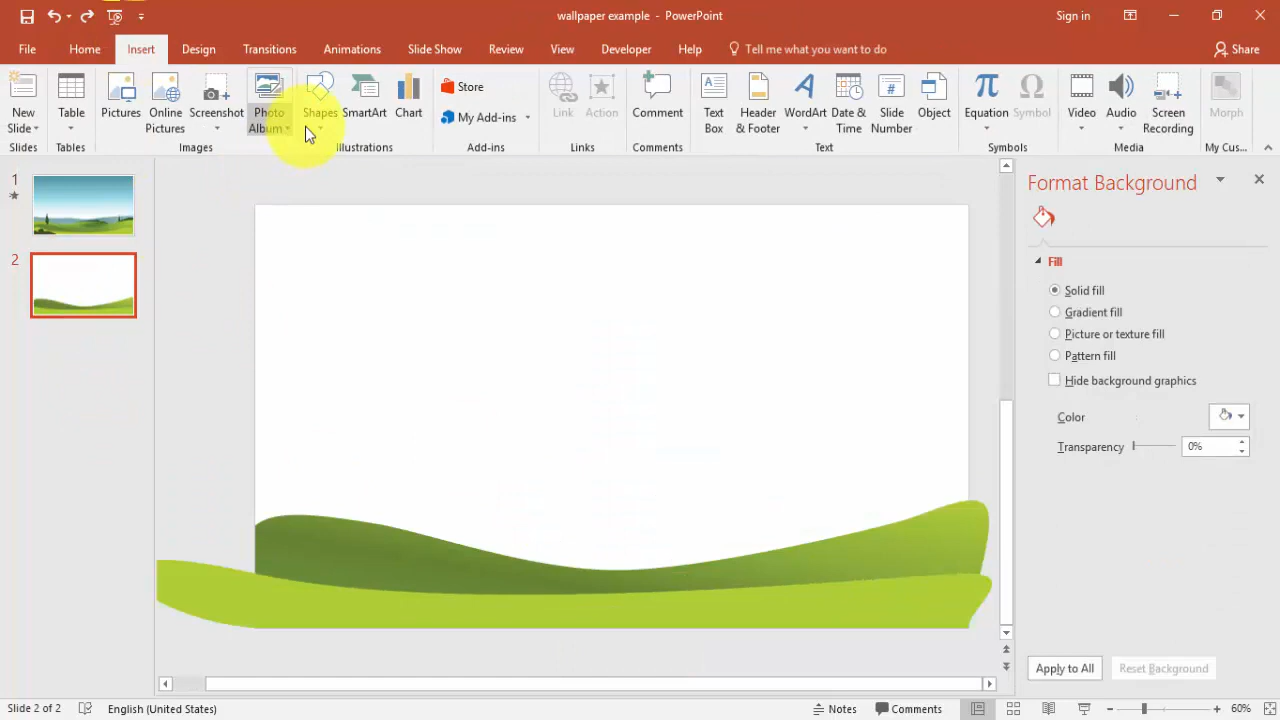 wallpaper example - PowerPoint
Sign in
File Home Insert Design Transitions Animations Slide Show Review View Developer Help Tell me what you want to do Share
New Slide
Table
Pictures
Online Pictures
Screenshot
Photo Album
Shapes
SmartArt
Chart
Store
My Add-ins
Link
Action
Comment
Text Box
Header & Footer
WordArt
Date & Time
Slide Number
Object
Equation
Symbol
Video
Audio
Screen Recording
Morph
Slides Tables Images Illustrations Add-ins Links Comments Text Symbols Media My Cus...
1
2
Format Background
Fill
Solid fill
Gradient fill
Picture or texture fill
Pattern fill
Hide background graphics
Color
Transparency 0%
Apply to All Reset Background
Slide 2 of 2 English (United States) Notes Comments 60%